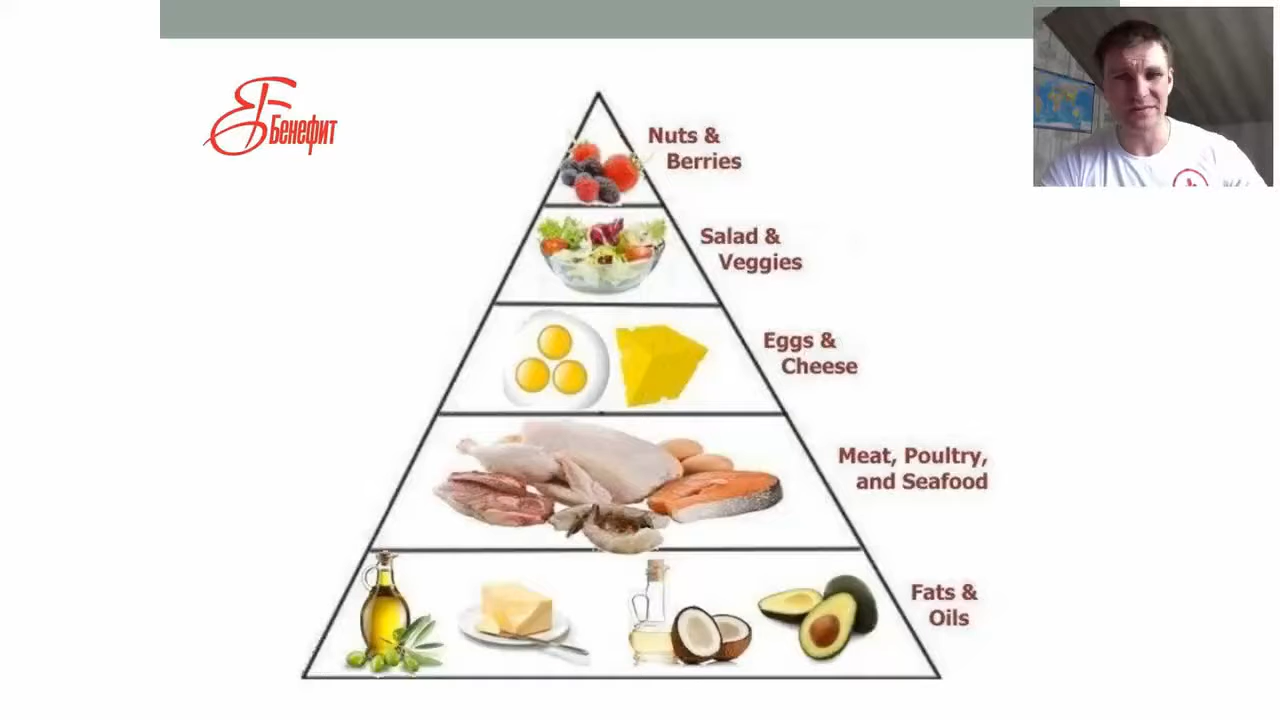 Бенефит
Nuts &
Berries
Salad &
Veggies
Eggs &
Cheese
Meat, Poultry,
and Seafood
Fats &
Oils